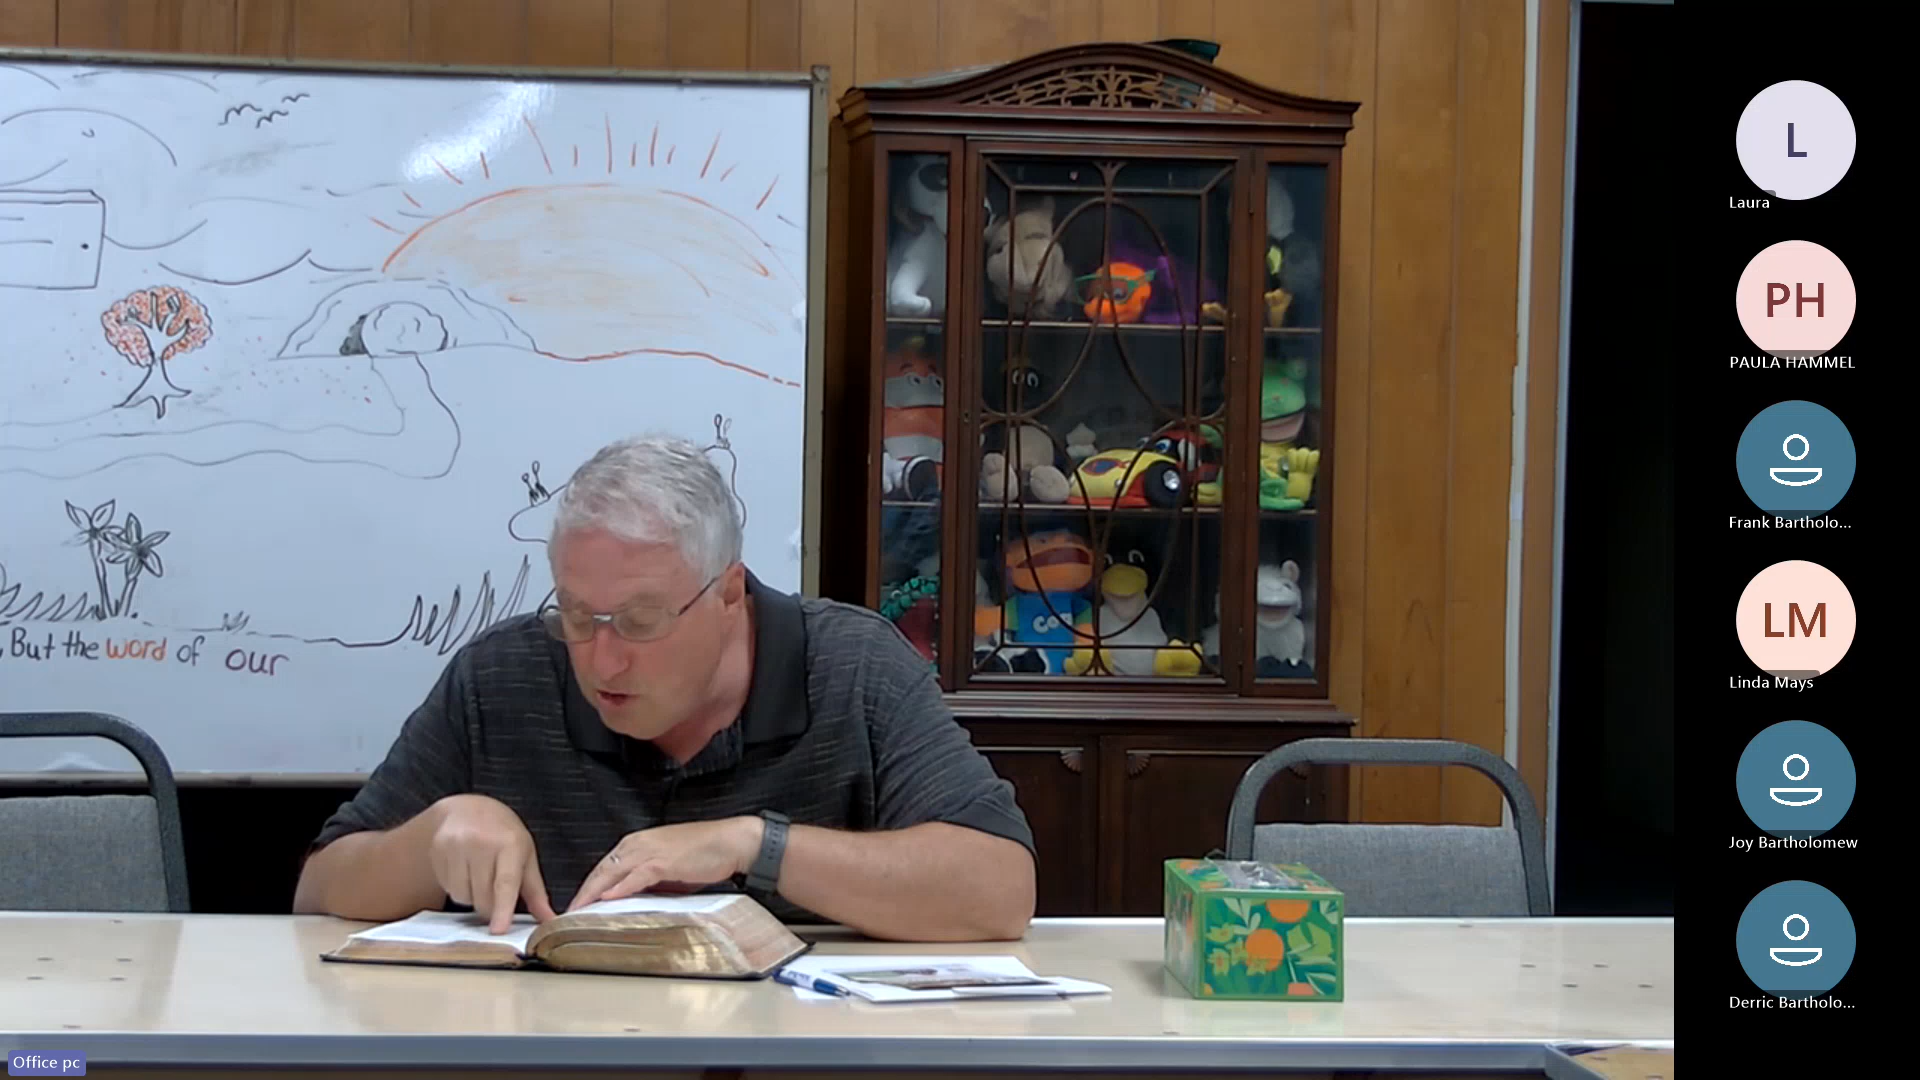 , But the word of our
L
Laura
PH
PAULA HAMMEL
Frank Bartholo...
LM
Linda Mays
Joy Bartholomew
Derric Bartholo...
Office pc